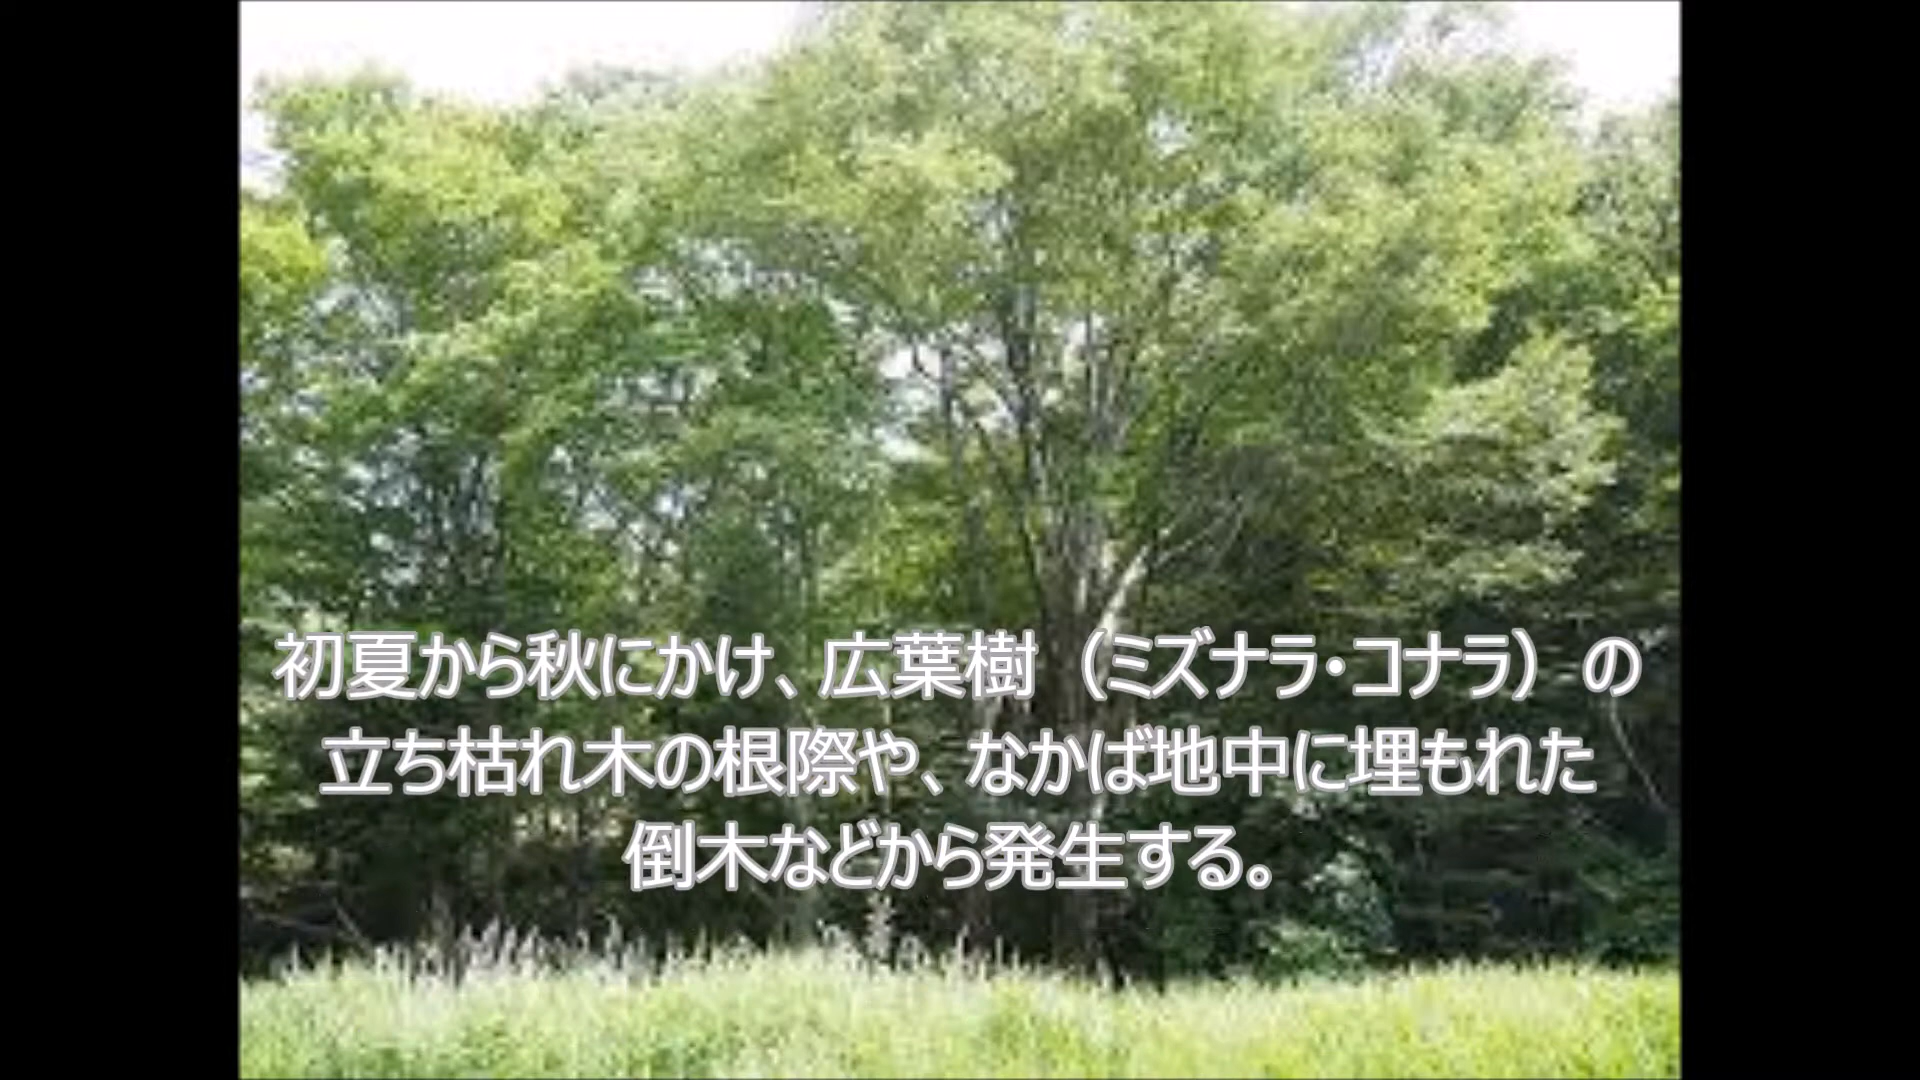 初夏から秋にかけ、広葉樹（ミズナラ・コナラ）の
立ち枯れ木の根際や、なかば地中に埋もれた
倒木などから発生する。